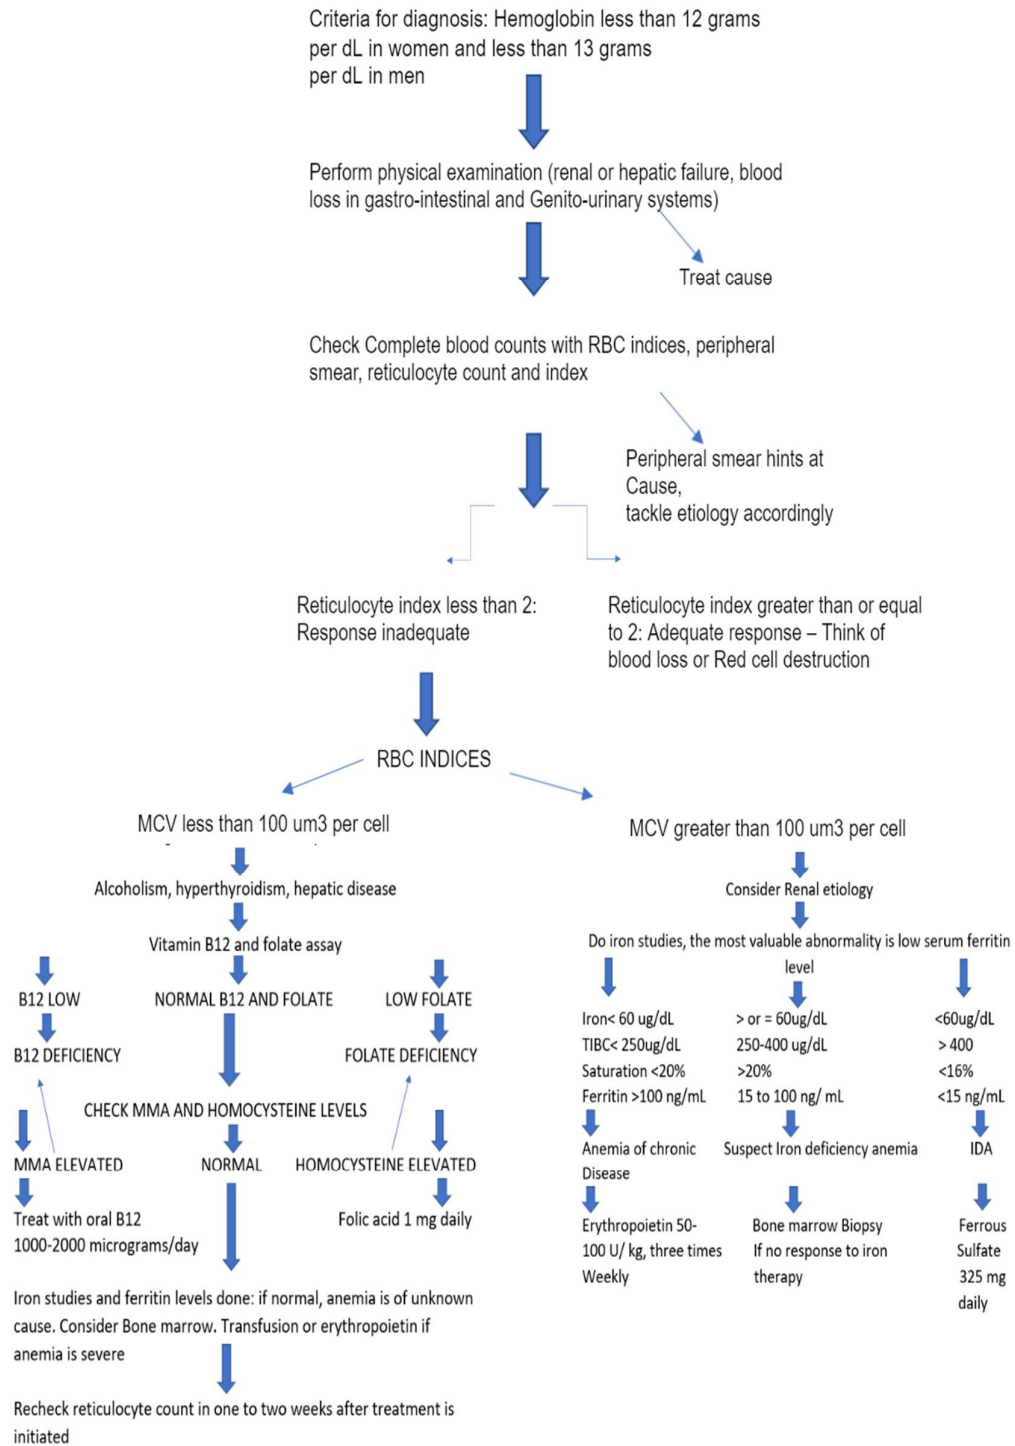 Criteria for diagnosis: Hemoglobin less than 12 grams
per dL in women and less than 13 grams
per dL in men
Perform physical examination (renal or hepatic failure, blood
loss in gastro-intestinal and Genito-urinary systems)
Treat cause
Check Complete blood counts with RBC indices, peripheral
smear, reticulocyte count and index
Peripheral smear hints at
Cause,
tackle etiology accordingly
Reticulocyte index less than 2:
Response inadequate
Reticulocyte index greater than or equal
to 2: Adequate response – Think of
blood loss or Red cell destruction
RBC INDICES
MCV less than 100 um3 per cell
MCV greater than 100 um3 per cell
Alcoholism, hyperthyroidism, hepatic disease
Consider Renal etiology
Vitamin B12 and folate assay
Do iron studies, the most valuable abnormality is low serum ferritin
level
B12 LOW
NORMAL B12 AND FOLATE
LOW FOLATE
B12 DEFICIENCY
FOLATE DEFICIENCY
Iron< 60 ug/dL
TIBC< 250ug/dL
Saturation <20%
Ferritin >100 ng/mL
> or = 60ug/dL
250-400 ug/dL
>20%
15 to 100 ng/ mL
<60ug/dL
> 400
<16%
<15 ng/mL
CHECK MMA AND HOMOCYSTEINE LEVELS
MMA ELEVATED
NORMAL
HOMOCYSTEINE ELEVATED
Anemia of chronic
Disease
Suspect Iron deficiency anemia
IDA
Treat with oral B12
1000-2000 micrograms/day
Folic acid 1 mg daily
Erythropoietin 50-
100 U/ kg, three times
Weekly
Bone marrow Biopsy
If no response to iron
therapy
Ferrous
Sulfate
325 mg
daily
Iron studies and ferritin levels done: if normal, anemia is of unknown
cause. Consider Bone marrow. Transfusion or erythropoietin if
anemia is severe
Recheck reticulocyte count in one to two weeks after treatment is
initiated